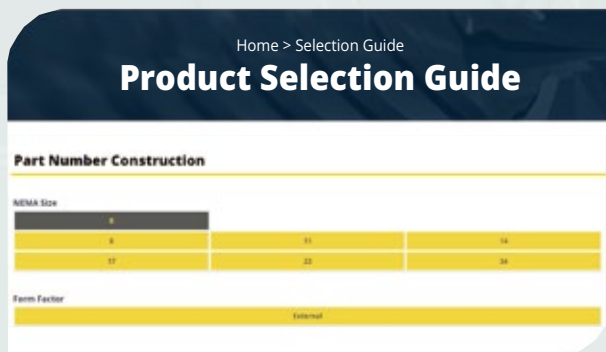 Home > Selection Guide
Product Selection Guide
Part Number Construction
NEMA Size
8
8 11 14
17 23 34
Form Factor
External